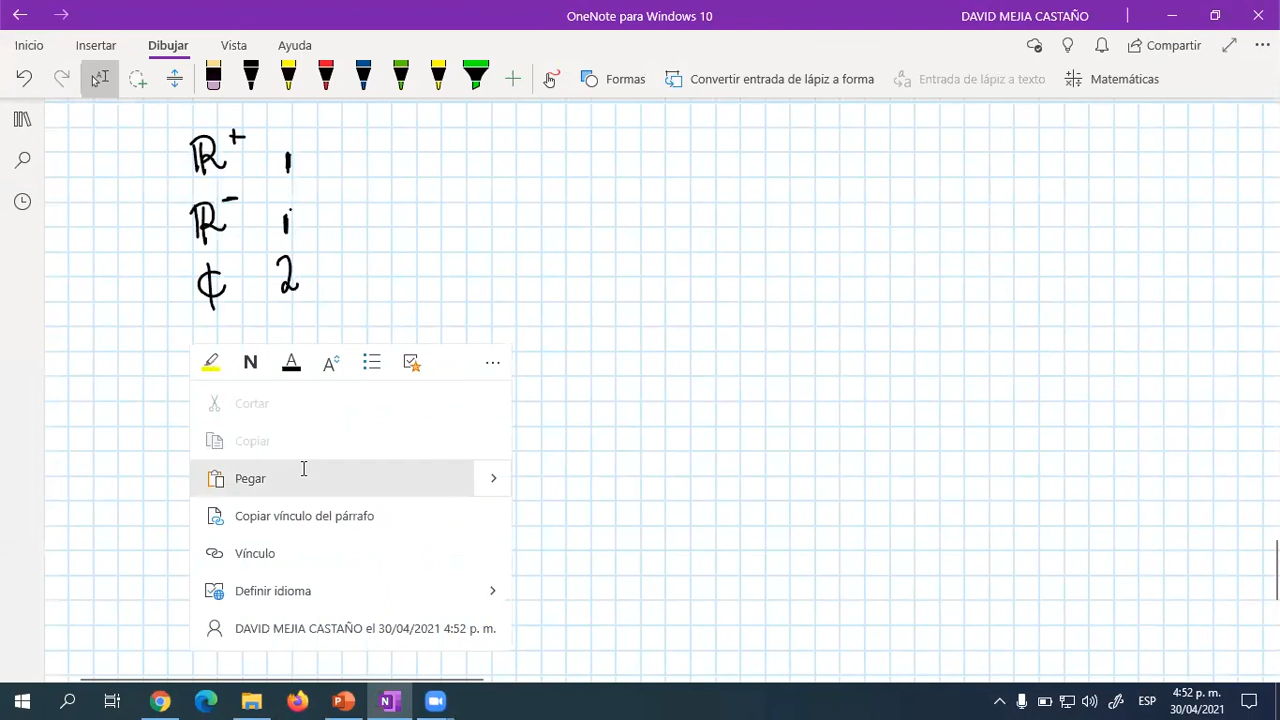 OneNote para Windows 10
DAVID MEJIA CASTAÑO
Inicio
Insertar
Dibujar
Vista
Ayuda
Compartir
Formas
Convertir entrada de lápiz a forma
Entrada de lápiz a texto
Matemáticas
ℝ⁺ 1
ℝ⁻ 1
ℂ 2
N A A
Cortar
Copiar
Pegar
Copiar vínculo del párrafo
Vínculo
Definir idioma
DAVID MEJIA CASTAÑO el 30/04/2021 4:52 p. m.
ESP
4:52 p. m.
30/04/2021